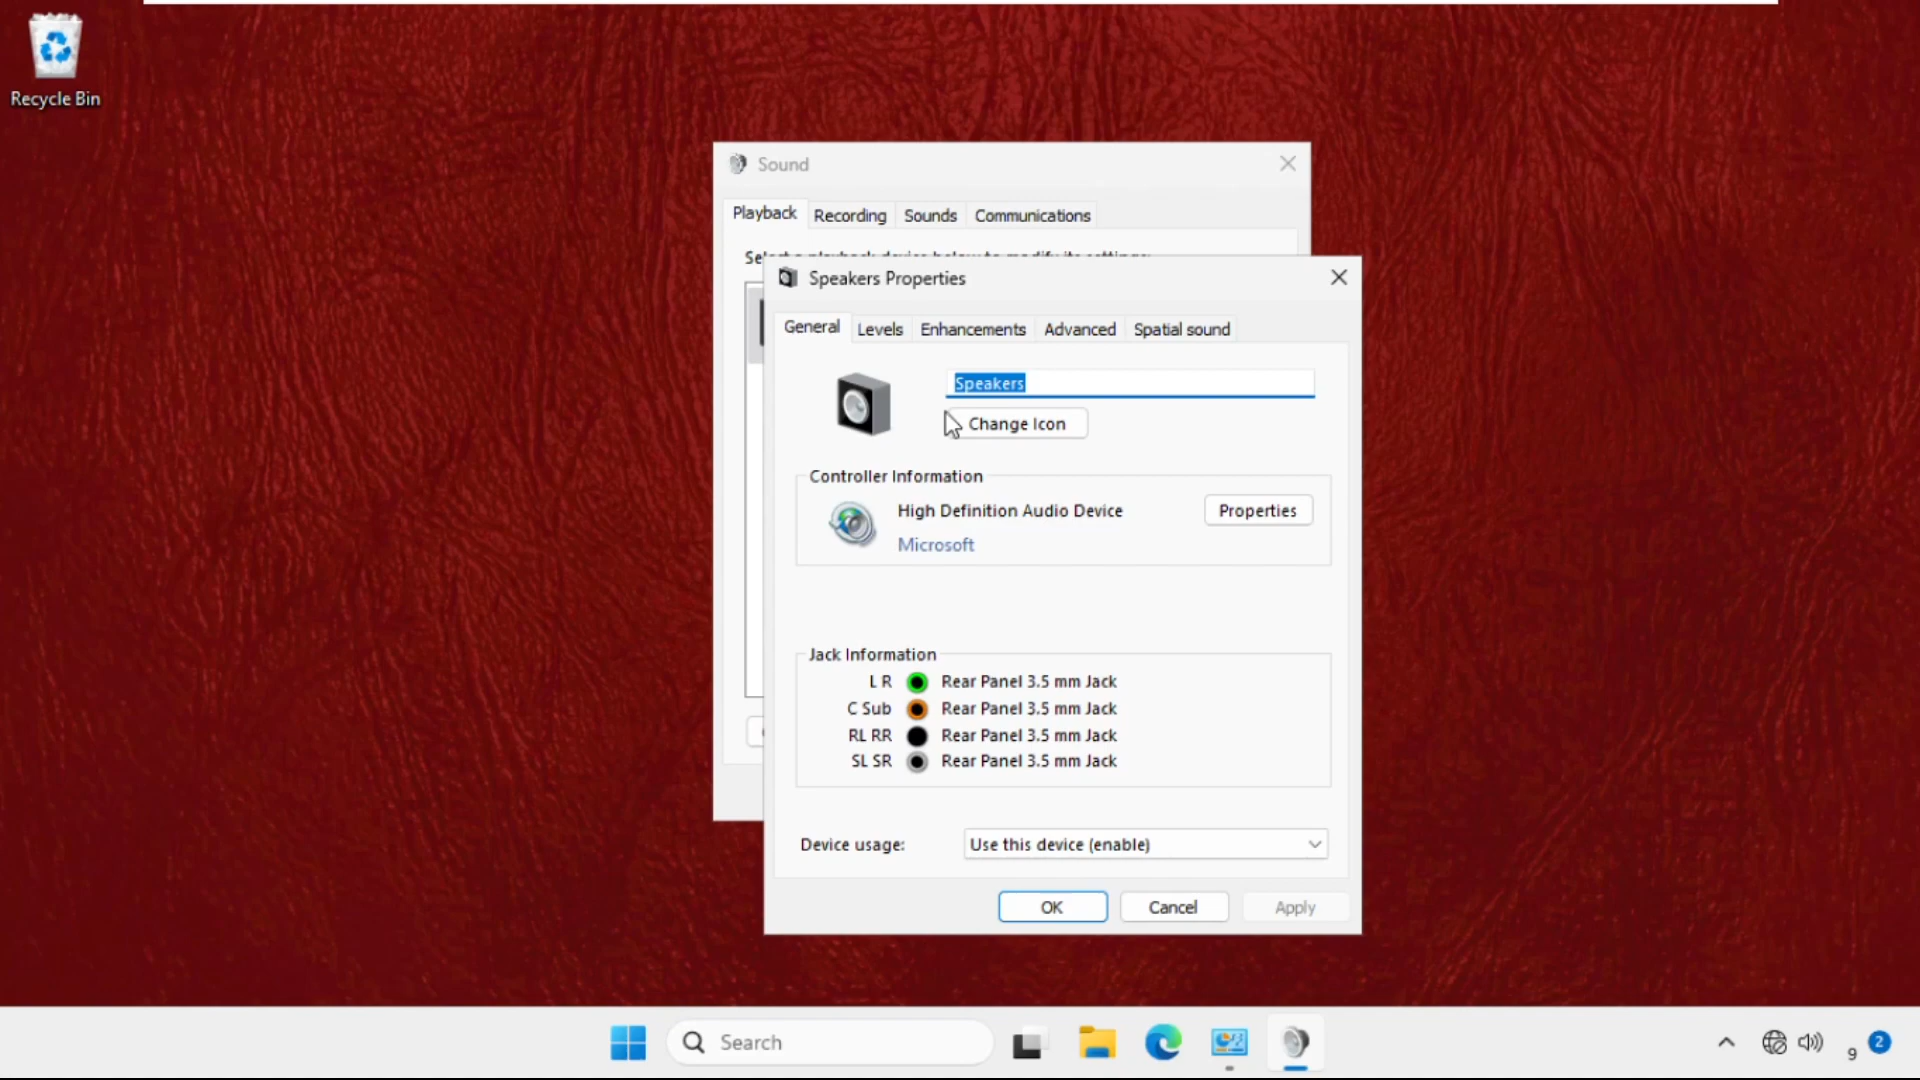 Recycle Bin
Sound
Playback Recording Sounds Communications
Speakers Properties
General Levels Enhancements Advanced Spatial sound
Speakers
Change Icon
Controller Information
High Definition Audio Device
Properties
Microsoft
Jack Information
L R Rear Panel 3.5 mm Jack
C Sub Rear Panel 3.5 mm Jack
RL RR Rear Panel 3.5 mm Jack
SL SR Rear Panel 3.5 mm Jack
Device usage: Use this device (enable)
OK Cancel Apply
Search
9 2